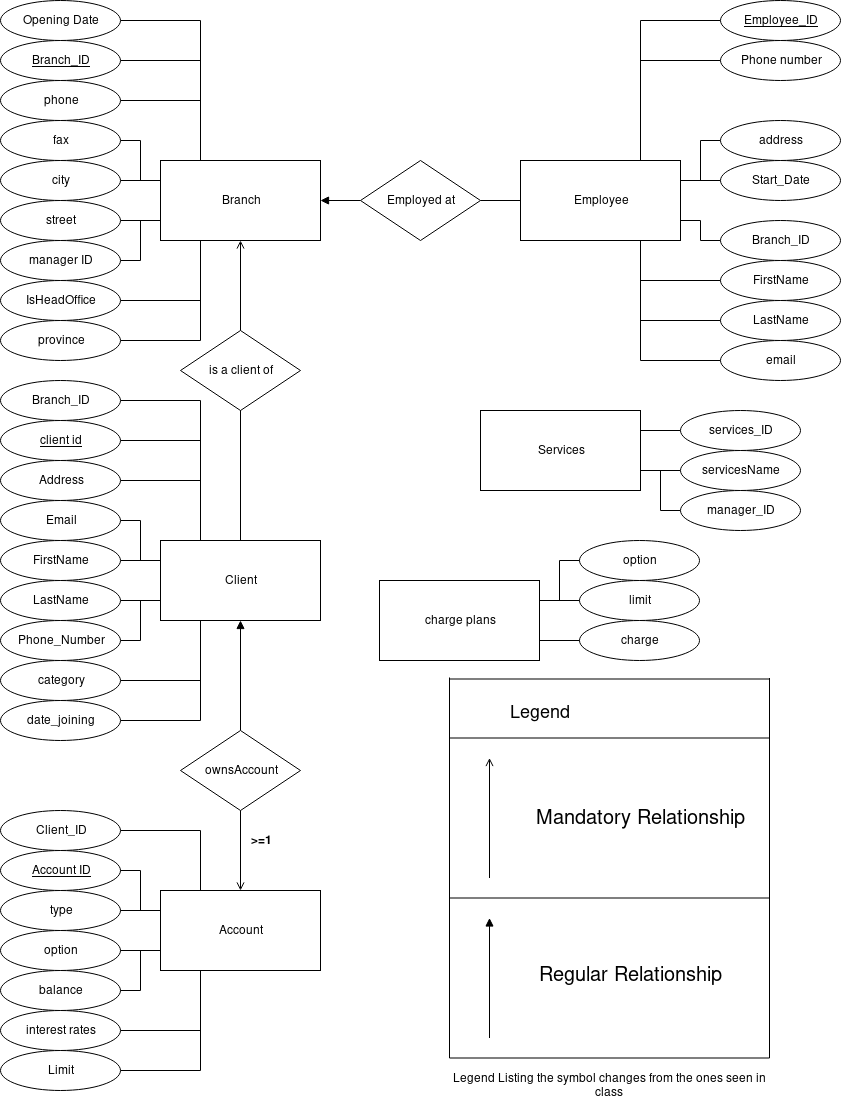 Opening Date
Branch_ID
phone
fax
city
street
manager ID
IsHeadOffice
province
Branch
Employed at
Employee
Employee_ID
Phone number
address
Start_Date
Branch_ID
FirstName
LastName
email
is a client of
Branch_ID
client id
Address
Email
FirstName
LastName
Phone_Number
category
date_joining
Client
Services
services_ID
servicesName
manager_ID
charge plans
option
limit
charge
ownsAccount
>=1
Client_ID
Account ID
type
option
balance
interest rates
Limit
Account
Legend
Mandatory Relationship
Regular Relationship
Legend Listing the symbol changes from the ones seen in
class